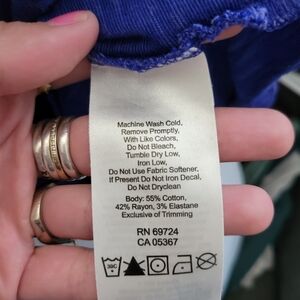 Machine Wash Cold,
Remove Promptly,
With Like Colors,
Do Not Bleach,
Tumble Dry Low,
Iron Low,
Do Not Use Fabric Softener,
If Present Do Not Iron Decal,
Do Not Dryclean
Body: 55% Cotton,
42% Rayon, 3% Elastane
Exclusive of Trimming
RN 69724
CA 05367